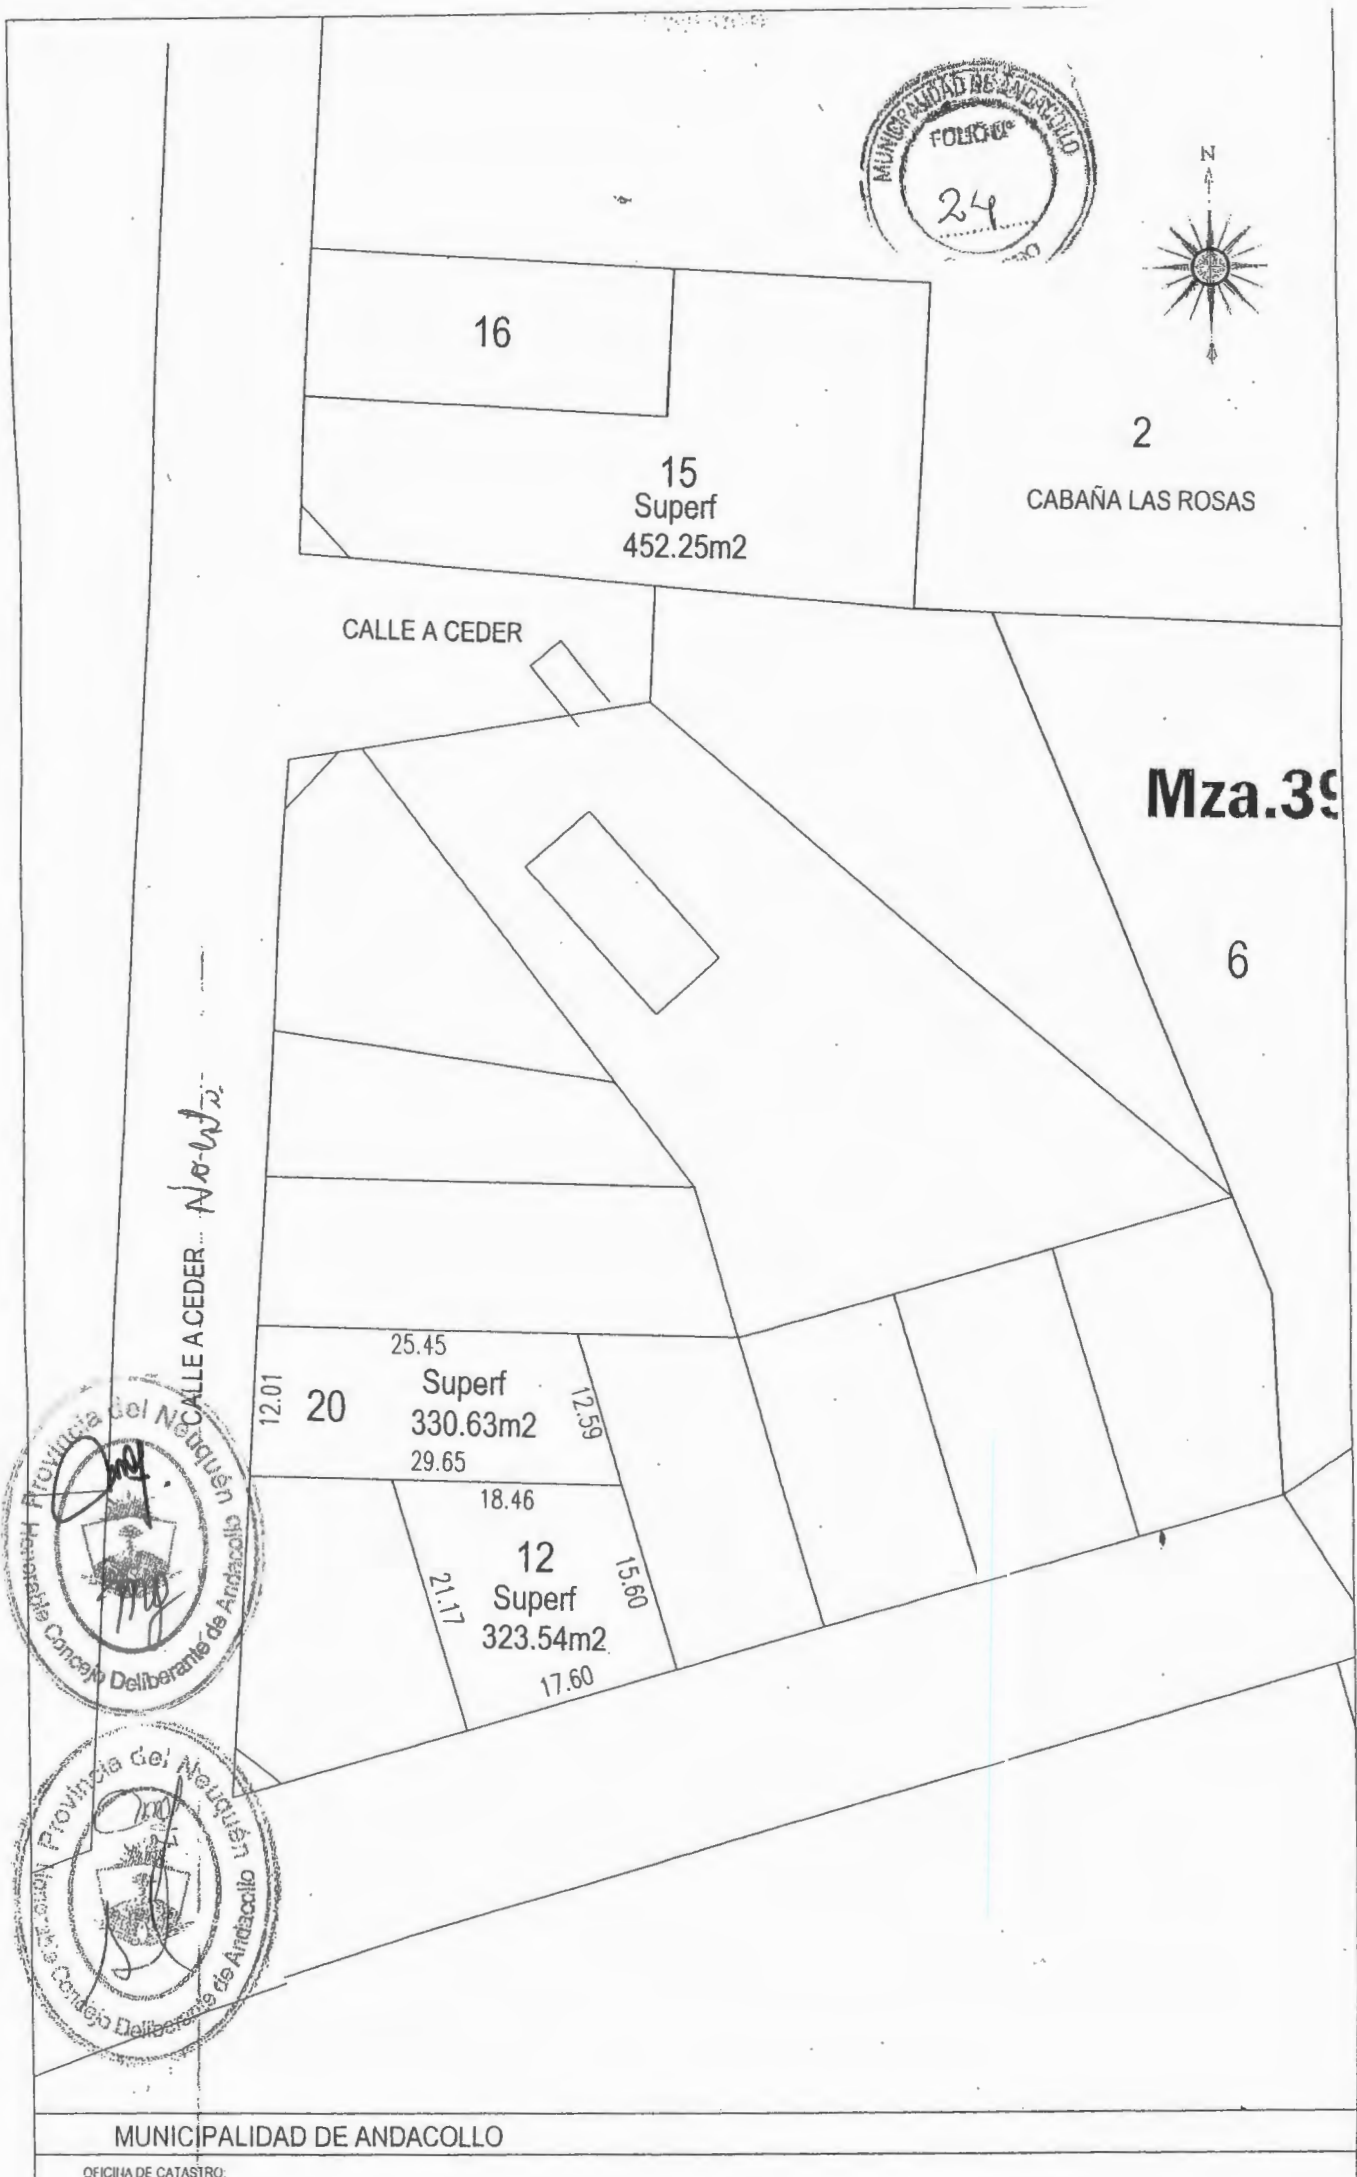 MUNICIPALIDAD DE ANDACOLLO
FOLIO Nº
24
N
16
15
Superf
452.25m2
2
CABAÑA LAS ROSAS
CALLE A CEDER
Mza.39
6
CALLE A CEDER
25.45
12.01
20
Superf
330.63m2
12.59
29.65
18.46
12
Superf
323.54m2
21.17
15.60
17.60
Provincia del Neuquén
Honorable Concejo Deliberante de Andacollo
Provincia del Neuquén
Concejo Deliberante de Andacollo
MUNICIPALIDAD DE ANDACOLLO
OFICINA DE CATASTRO: